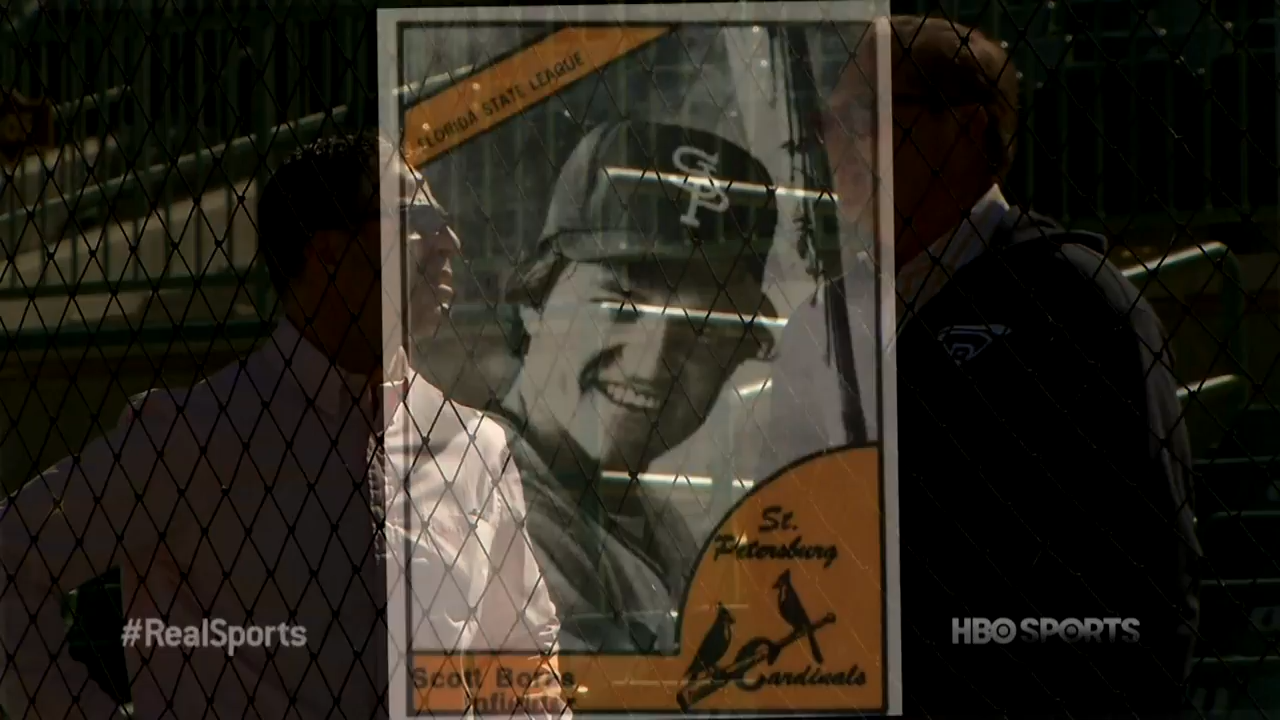 FLORIDA STATE LEAGUE
SP
St.
Petersburg
Cardinals
Scott Boras
Infielder
#RealSports
HBO SPORTS